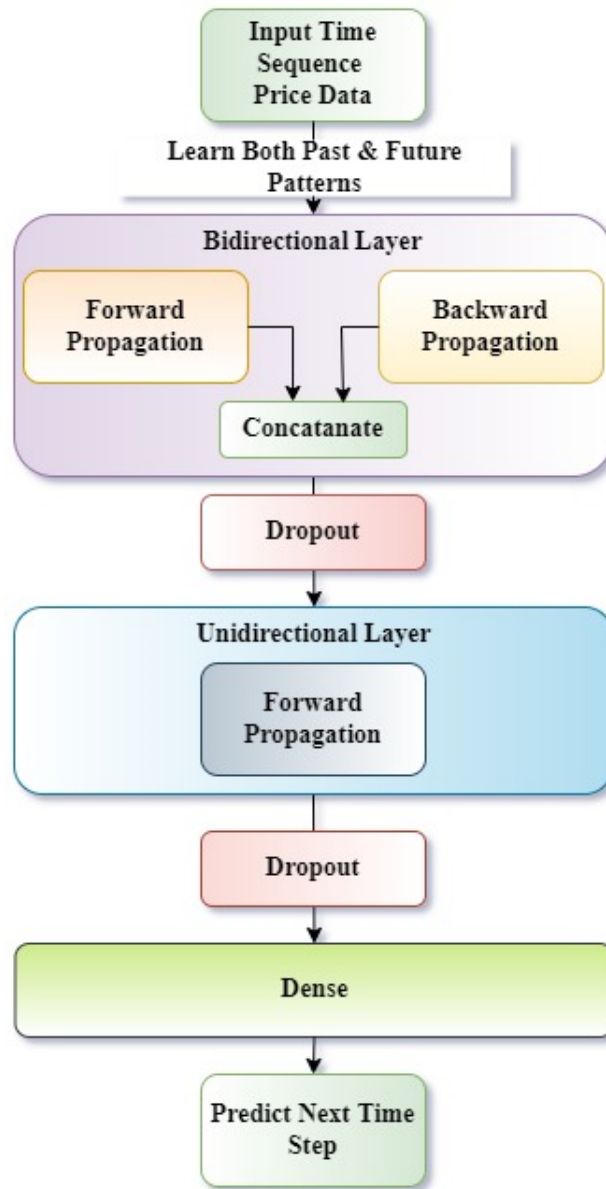 Input Time
Sequence
Price Data
Learn Both Past & Future
Patterns
Bidirectional Layer
Forward
Propagation
Backward
Propagation
Concatanate
Dropout
Unidirectional Layer
Forward
Propagation
Dropout
Dense
Predict Next Time
Step